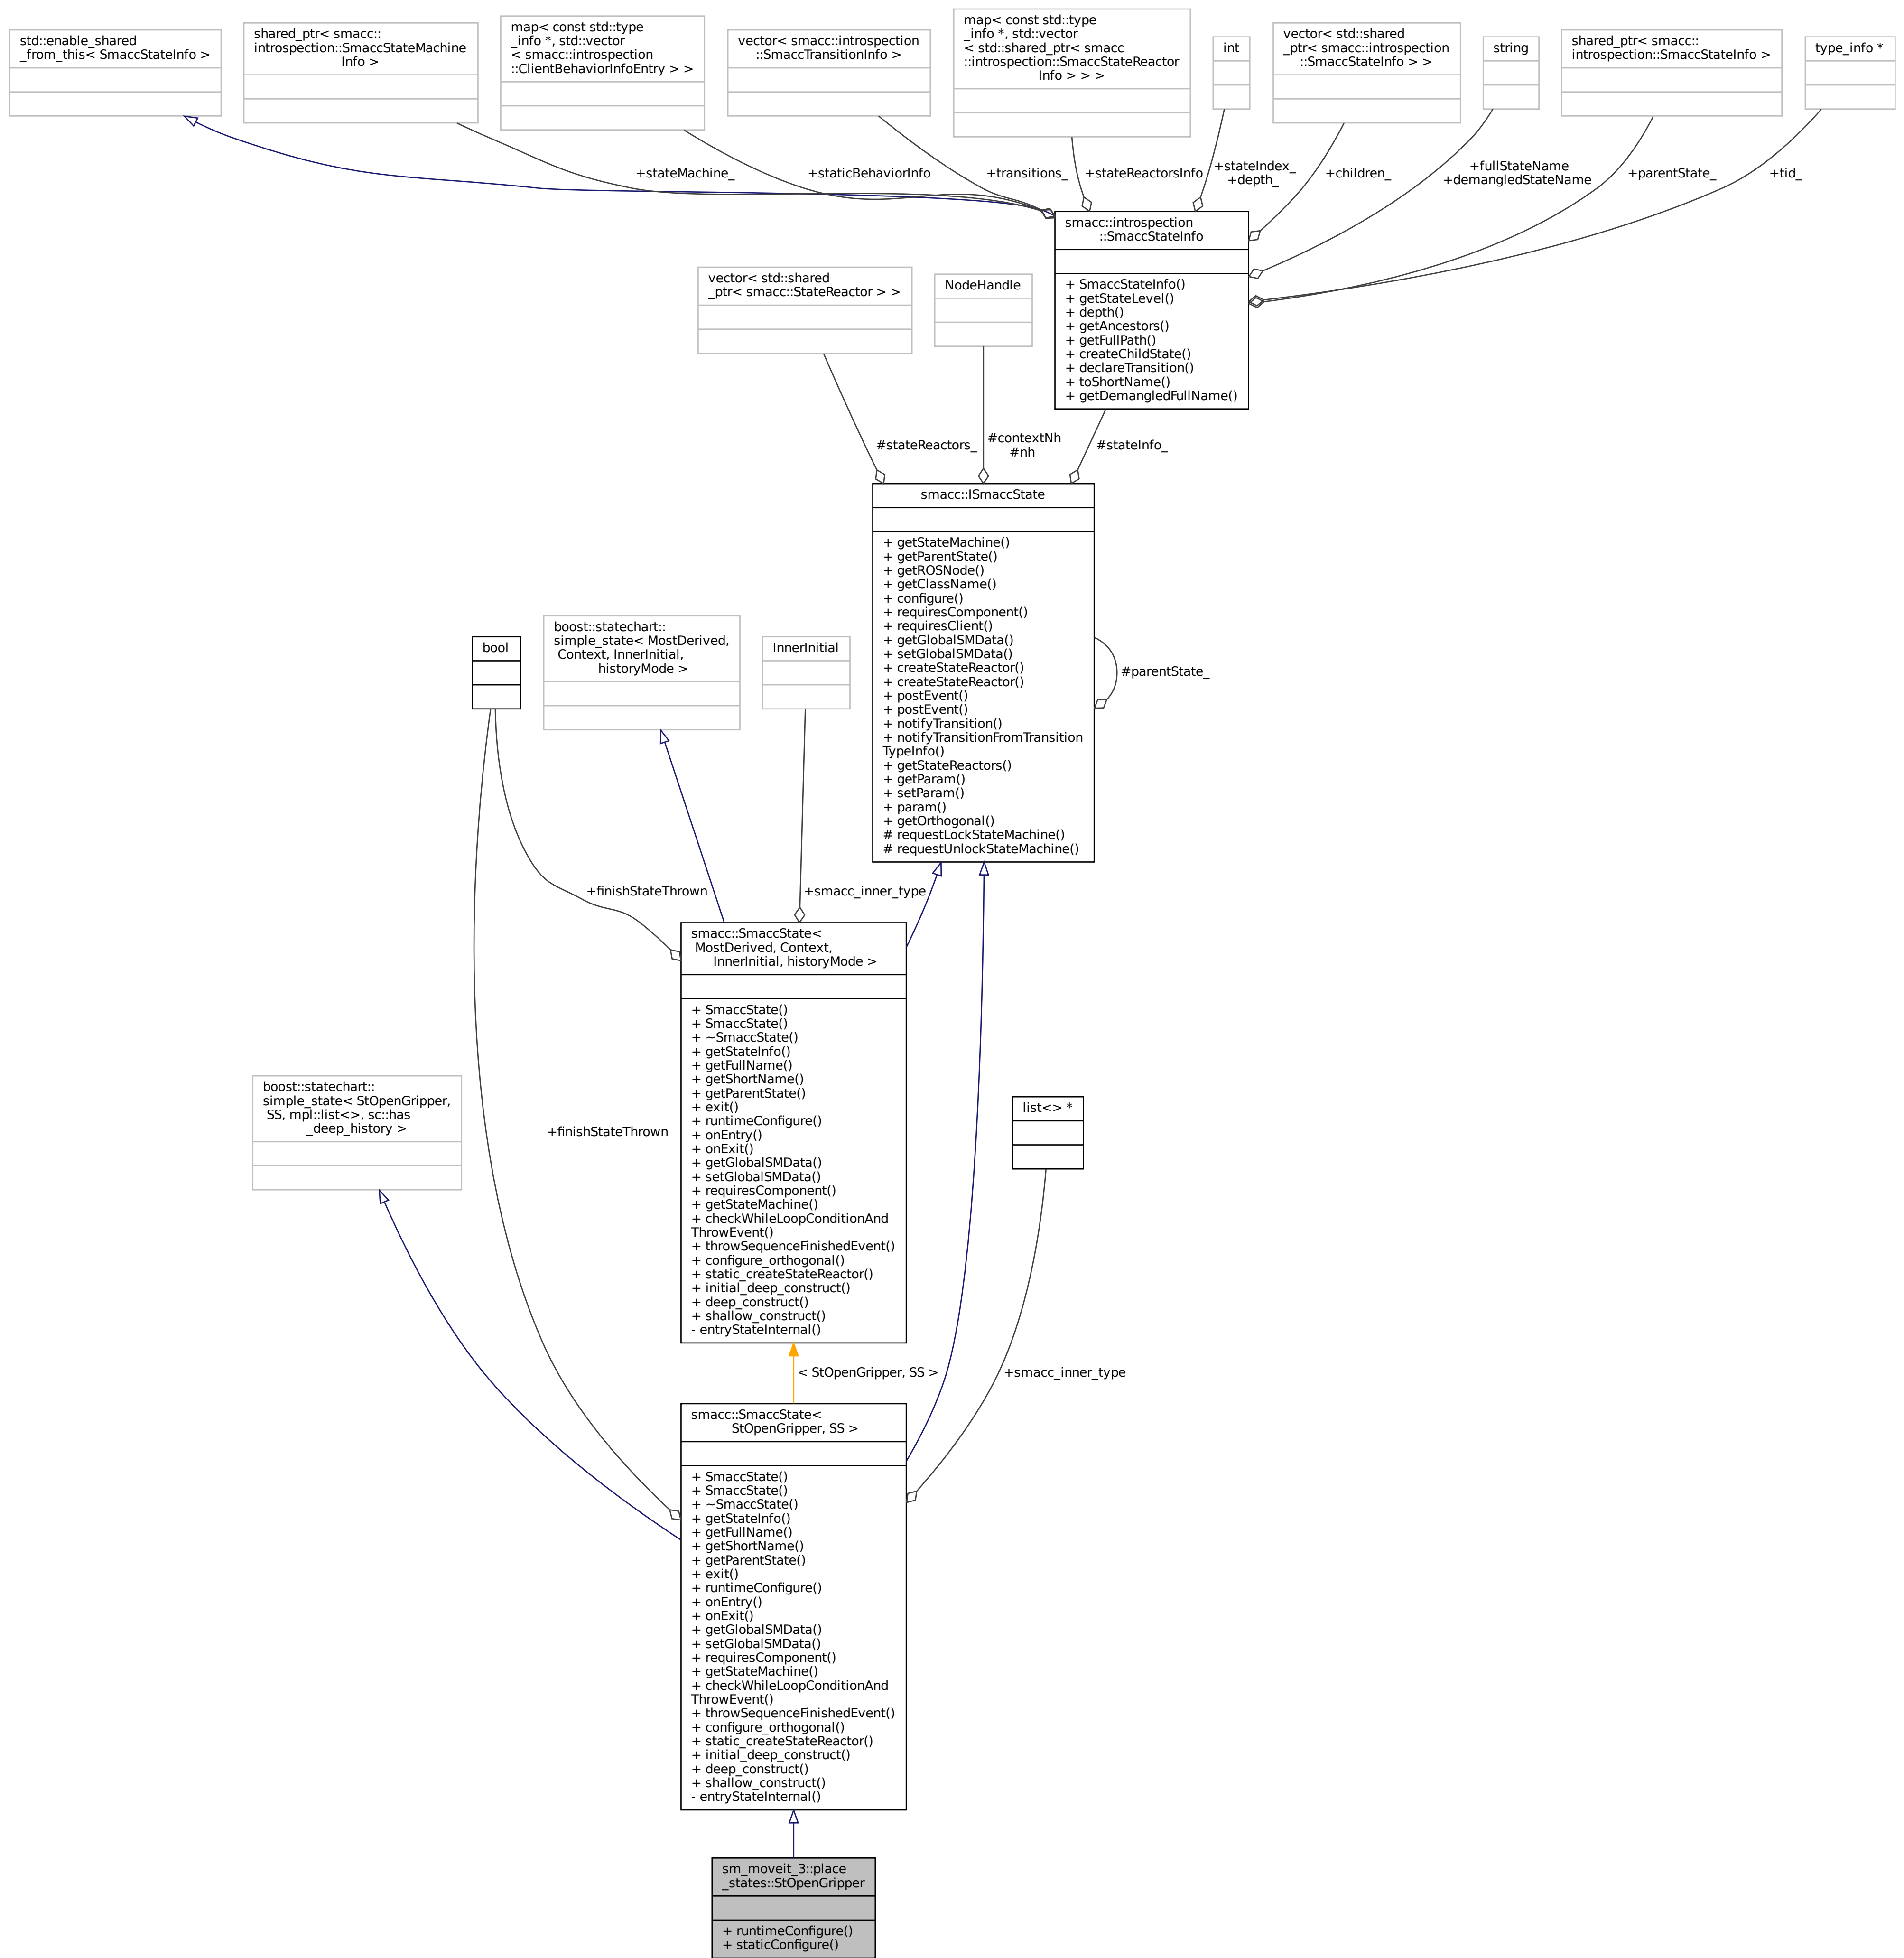 std::enable_shared
_from_this< SmaccStateInfo >
shared_ptr< smacc::
introspection::SmaccStateMachine
Info >
map< const std::type
_info *, std::vector
< smacc::introspection
::ClientBehaviorInfoEntry > >
vector< smacc::introspection
::SmaccTransitionInfo >
map< const std::type
_info *, std::vector
< std::shared_ptr< smacc
::introspection::SmaccStateReactor
Info > > >
int
vector< std::shared
_ptr< smacc::introspection
::SmaccStateInfo > >
string
shared_ptr< smacc::
introspection::SmaccStateInfo >
type_info *
+stateMachine_
+staticBehaviorInfo
+transitions_
+stateReactorsInfo
+stateIndex_
+depth_
+children_
+fullStateName
+demangledStateName
+parentState_
+tid_
smacc::introspection
::SmaccStateInfo
+ SmaccStateInfo()
+ getStateLevel()
+ depth()
+ getAncestors()
+ getFullPath()
+ createChildState()
+ declareTransition()
+ toShortName()
+ getDemangledFullName()
vector< std::shared
_ptr< smacc::StateReactor > >
NodeHandle
#stateReactors_
#contextNh
#nh
#stateInfo_
smacc::ISmaccState
+ getStateMachine()
+ getParentState()
+ getROSNode()
+ getClassName()
+ configure()
+ requiresComponent()
+ requiresClient()
+ getGlobalSMData()
+ setGlobalSMData()
+ createStateReactor()
+ createStateReactor()
+ postEvent()
+ postEvent()
+ notifyTransition()
+ notifyTransitionFromTransition
TypeInfo()
+ getStateReactors()
+ getParam()
+ setParam()
+ param()
+ getOrthogonal()
# requestLockStateMachine()
# requestUnlockStateMachine()
#parentState_
bool
boost::statechart::
simple_state< MostDerived,
Context, InnerInitial,
historyMode >
InnerInitial
+finishStateThrown
+smacc_inner_type
smacc::SmaccState<
MostDerived, Context,
InnerInitial, historyMode >
+ SmaccState()
+ SmaccState()
+ ~SmaccState()
+ getStateInfo()
+ getFullName()
+ getShortName()
+ getParentState()
+ exit()
+ runtimeConfigure()
+ onEntry()
+ onExit()
+ getGlobalSMData()
+ setGlobalSMData()
+ requiresComponent()
+ getStateMachine()
+ checkWhileLoopConditionAnd
ThrowEvent()
+ throwSequenceFinishedEvent()
+ configure_orthogonal()
+ static_createStateReactor()
+ initial_deep_construct()
+ deep_construct()
+ shallow_construct()
- entryStateInternal()
boost::statechart::
simple_state< StOpenGripper,
SS, mpl::list<>, sc::has
_deep_history >
+finishStateThrown
list<> *
< StOpenGripper, SS >
+smacc_inner_type
smacc::SmaccState<
StOpenGripper, SS >
+ SmaccState()
+ SmaccState()
+ ~SmaccState()
+ getStateInfo()
+ getFullName()
+ getShortName()
+ getParentState()
+ exit()
+ runtimeConfigure()
+ onEntry()
+ onExit()
+ getGlobalSMData()
+ setGlobalSMData()
+ requiresComponent()
+ getStateMachine()
+ checkWhileLoopConditionAnd
ThrowEvent()
+ throwSequenceFinishedEvent()
+ configure_orthogonal()
+ static_createStateReactor()
+ initial_deep_construct()
+ deep_construct()
+ shallow_construct()
- entryStateInternal()
sm_moveit_3::place
_states::StOpenGripper
+ runtimeConfigure()
+ staticConfigure()